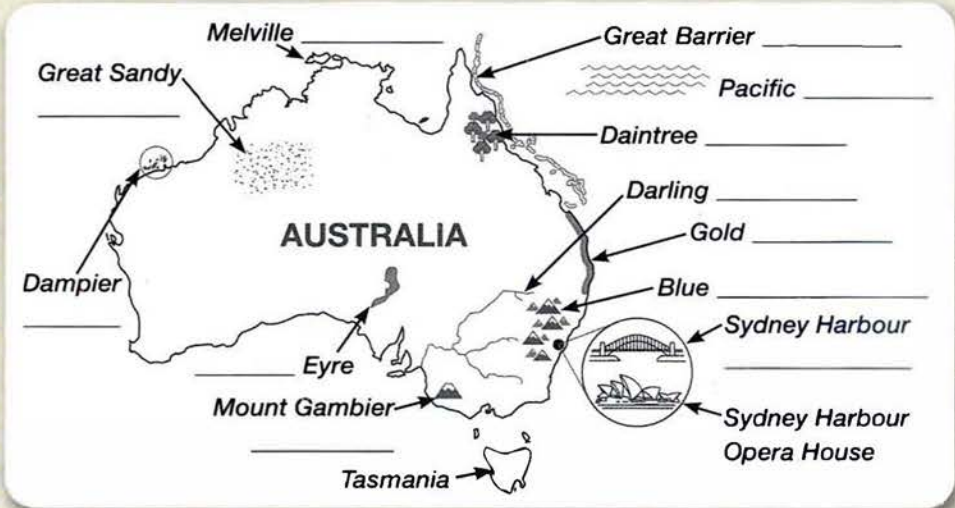 Melville
Great Barrier
Great Sandy
Pacific
Daintree
Darling
AUSTRALIA
Gold
Dampier
Blue
Sydney Harbour
Eyre
Mount Gambier
Sydney Harbour
Opera House
Tasmania